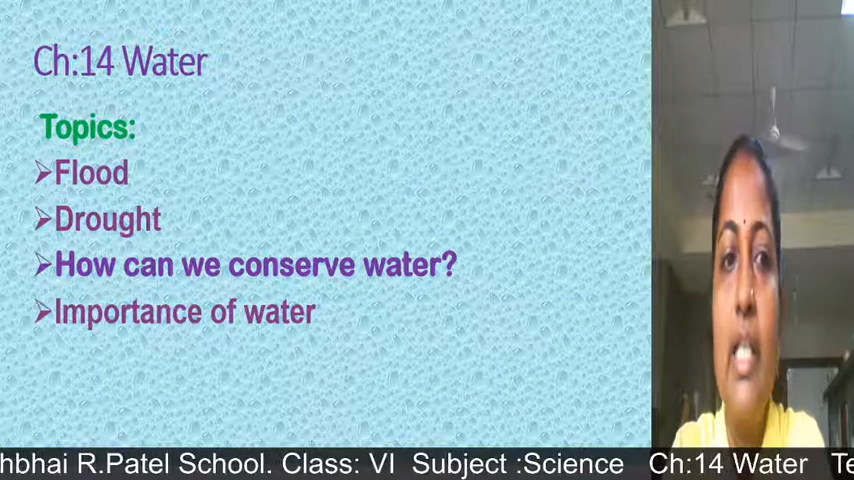 Ch:14 Water
Topics:
➢Flood
➢Drought
➢How can we conserve water?
➢Importance of water
R.Patel School. Class: VI Subject :Science Ch:14 Water